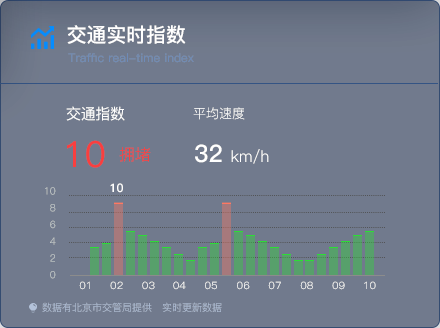 交通实时指数
Traffic real-time Index
交通指数
平均速度
10 拥堵
32 km/h
10
10
8
6
4
2
0
01 02 03 04 05 06 07 08 09 10
数据有北京市交管局提供 实时更新数据